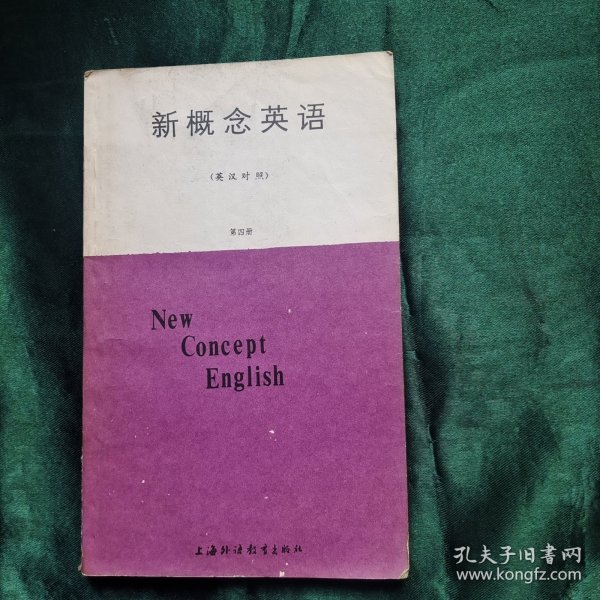 新概念英语
(英汉对照)
第四册
New
Concept
English
上海外语教育出版社
孔夫子旧书网
www.kongfz.com